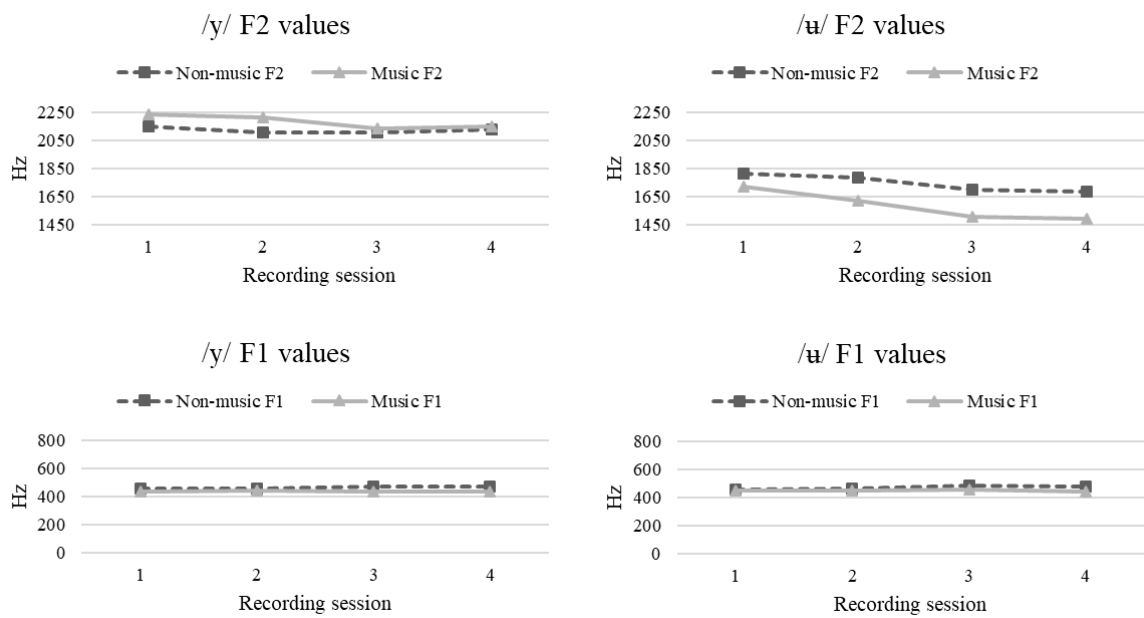 /y/ F2 values
Non-music F2 Music F2
2250
2050
1850
1650
1450
Hz
1 2 3 4
Recording session
/ʉ/ F2 values
Non-music F2 Music F2
2250
2050
1850
1650
1450
Hz
1 2 3 4
Recording session
/y/ F1 values
Non-music F1 Music F1
800
600
400
200
0
Hz
1 2 3 4
Recording session
/ʉ/ F1 values
Non-music F1 Music F1
800
600
400
200
0
Hz
1 2 3 4
Recording session